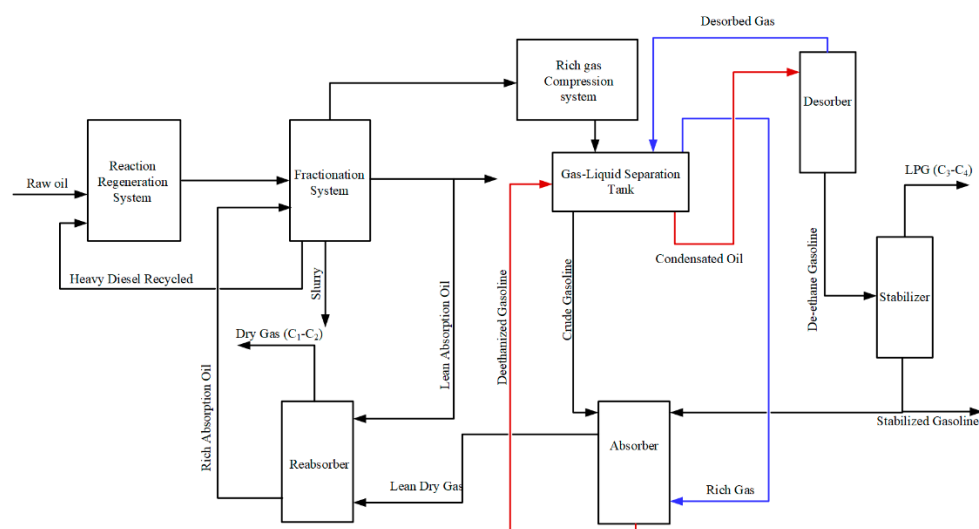 Desorbed Gas
Rich gas
Compression
system
Desorber
Reaction
Regeneration
System
Fractionation
System
Gas-Liquid Separation
Tank
LPG (C₃-C₄)
Raw oil
Condensated Oil
Heavy Diesel Recycled
Slurry
Deethanized Gasoline
Crude Gasoline
De-ethane Gasoline
Stabilizer
Dry Gas (C₁-C₂)
Lean Absorption Oil
Rich Absorption Oil
Stabilized Gasoline
Reabsorber
Absorber
Lean Dry Gas
Rich Gas